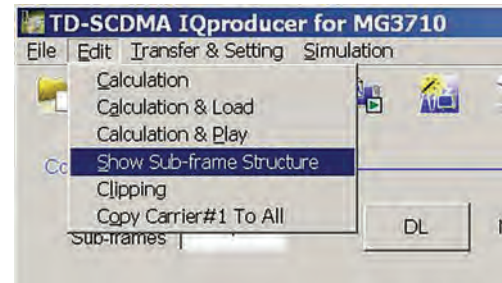 TD-SCDMA IQproducer for MG3710
File Edit Transfer & Setting Simulation
Calculation
Calculation & Load
Calculation & Play
Show Sub-frame Structure
Clipping
Copy Carrier#1 To All
Sub-frames
DL